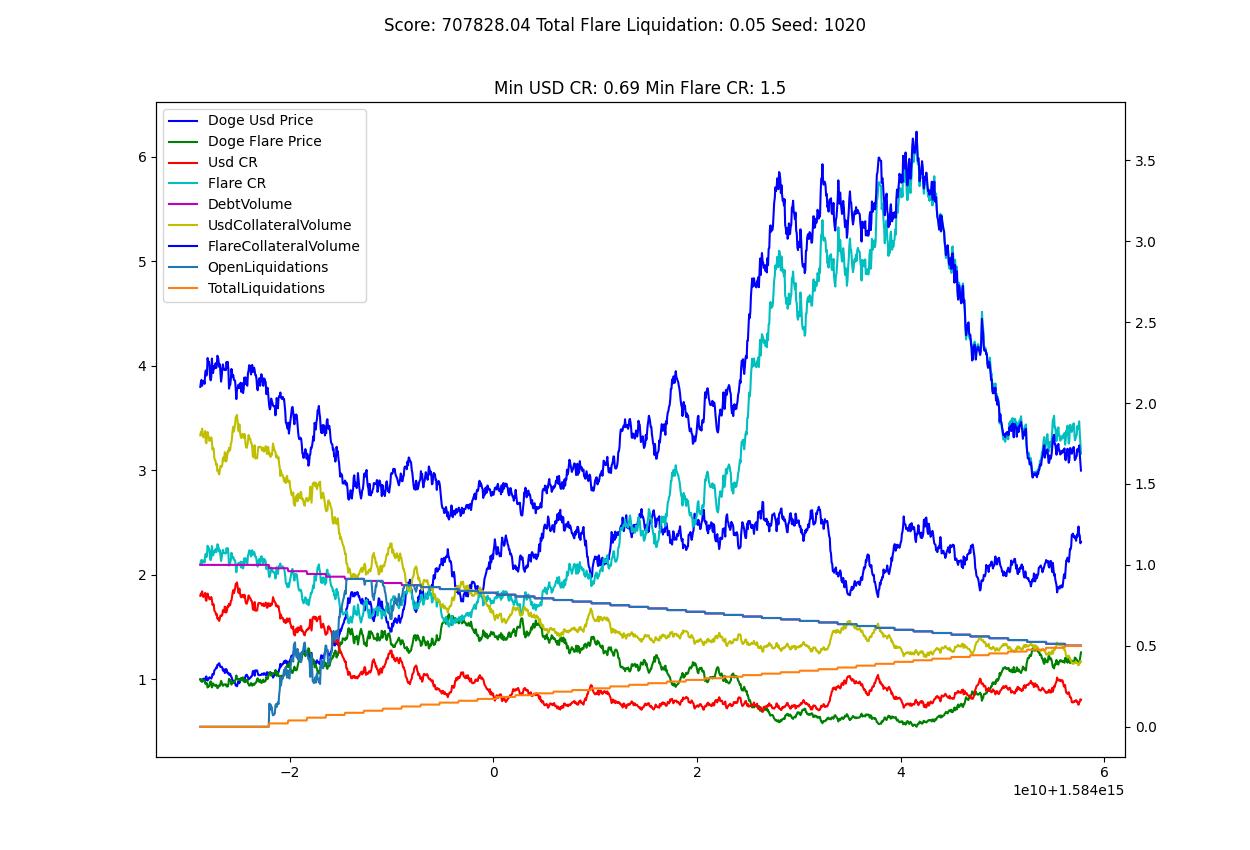 Score: 707828.04 Total Flare Liquidation: 0.05 Seed: 1020
Min USD CR: 0.69 Min Flare CR: 1.5
Doge Usd Price
Doge Flare Price
Usd CR
Flare CR
DebtVolume
UsdCollateralVolume
FlareCollateralVolume
OpenLiquidations
TotalLiquidations
6
5
4
3
2
1
3.5
3.0
2.5
2.0
1.5
1.0
0.5
0.0
−2 0 2 4 6
1e10+1.584e15